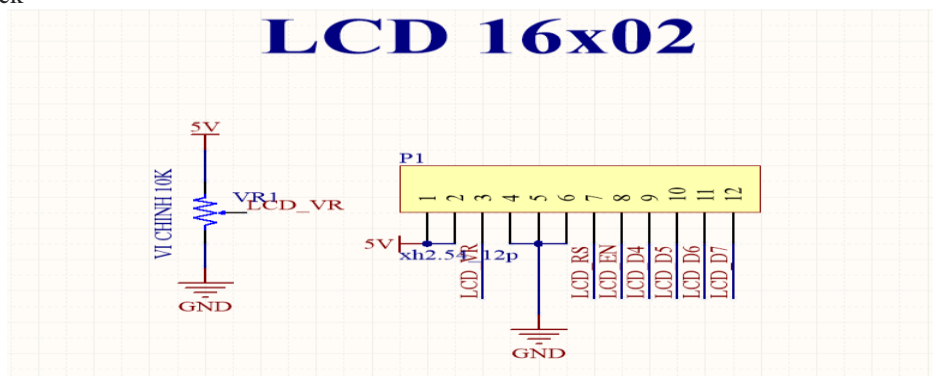 ck
LCD 16x02
5V
VI CHINH 10K
VR1
LCD_VR
GND
P1
1 2 3 4 5 6 7 8 9 10 11 12
5V
xh2.54_12p
LCD_VR
LCD_RS
LCD_EN
LCD_D4
LCD_D5
LCD_D6
LCD_D7
GND